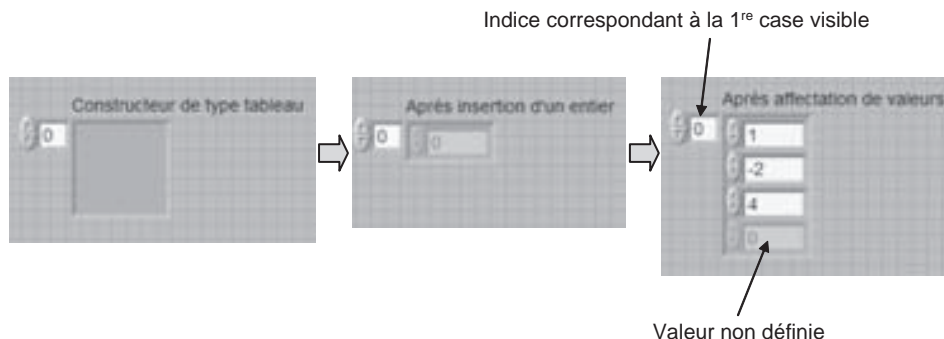 Indice correspondant à la 1re case visible
Constructeur de type tableau
0
Après insertion d'un entier
0
0
Après affectation de valeurs
0
1
-2
4
0
Valeur non définie